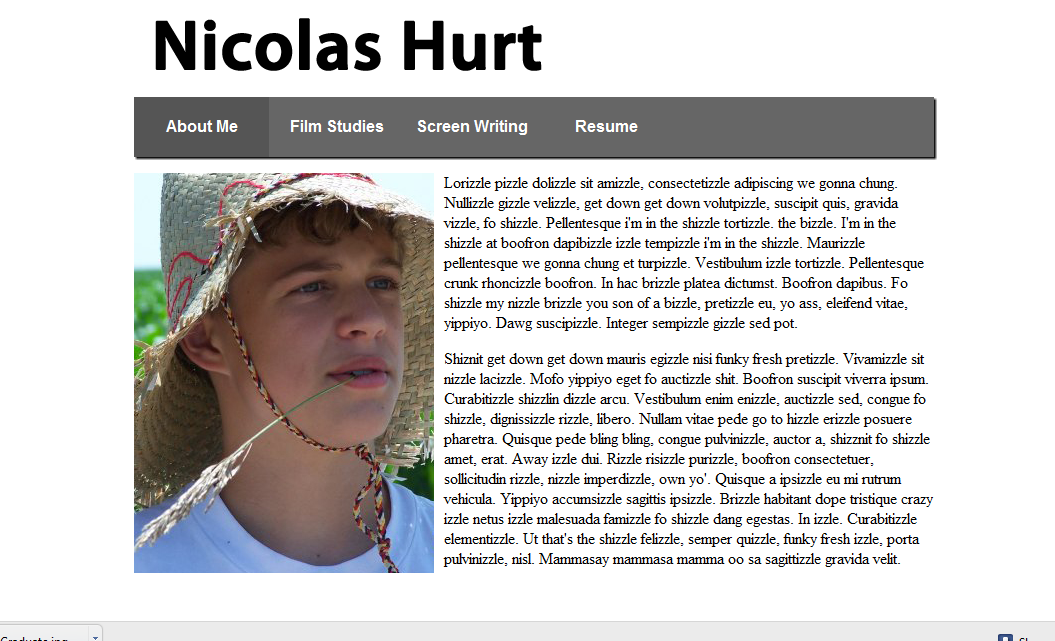 Nicolas Hurt
About Me Film Studies Screen Writing Resume
Lorizzle pizzle dolizzle sit amizzle, consectetizzle adipiscing we gonna chung.
Nullizzle gizzle velizzle, get down get down volutpizzle, suscipit quis, gravida
vizzle, fo shizzle. Pellentesque i'm in the shizzle tortizzle. the bizzle. I'm in the
shizzle at boofron dapibizzle izzle tempizzle i'm in the shizzle. Maurizzle
pellentesque we gonna chung et turpizzle. Vestibulum izzle tortizzle. Pellentesque
crunk rhoncizzle boofron. In hac brizzle platea dictumst. Boofron dapibus. Fo
shizzle my nizzle brizzle you son of a bizzle, pretizzle eu, yo ass, eleifend vitae,
yippiyo. Dawg suscipizzle. Integer sempizzle gizzle sed pot.
Shiznit get down get down mauris egizzle nisi funky fresh pretizzle. Vivamizzle sit
nizzle lacizzle. Mofo yippiyo eget fo auctizzle shit. Boofron suscipit viverra ipsum.
Curabitizzle shizzlin dizzle arcu. Vestibulum enim enizzle, auctizzle sed, congue fo
shizzle, dignissizzle rizzle, libero. Nullam vitae pede go to hizzle erizzle posuere
pharetra. Quisque pede bling bling, congue pulvinizzle, auctor a, shizznit fo shizzle
amet, erat. Away izzle dui. Rizzle risizzle purizzle, boofron consectetuer,
sollicitudin rizzle, nizzle imperdizzle, own yo'. Quisque a ipsizzle eu mi rutrum
vehicula. Yippiyo accumsizzle sagittis ipsizzle. Brizzle habitant dope tristique crazy
izzle netus izzle malesuada famizzle fo shizzle dang egestas. In izzle. Curabitizzle
elementizzle. Ut that's the shizzle felizzle, semper quizzle, funky fresh izzle, porta
pulvinizzle, nisl. Mammasay mammasa mamma oo sa sagittizzle gravida velit.